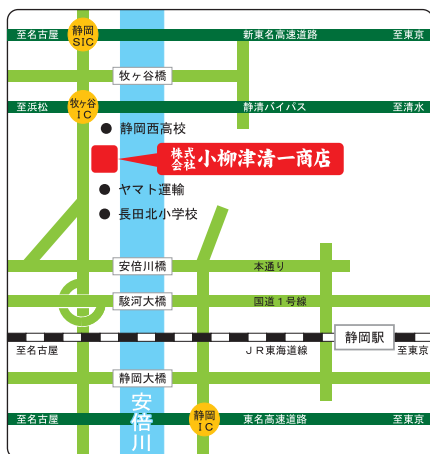 静岡
SIC
至名古屋
新東名高速道路
至東京
牧ヶ谷橋
至浜松
牧ヶ谷
IC
静清バイパス
至清水
静岡西高校
株式
会社
小柳津清一商店
ヤマト運輸
長田北小学校
安倍川橋
本通り
駿河大橋
国道1号線
静岡駅
至名古屋
JR東海道線
至東京
静岡大橋
安倍川
至名古屋
静岡
IC
東名高速道路
至東京